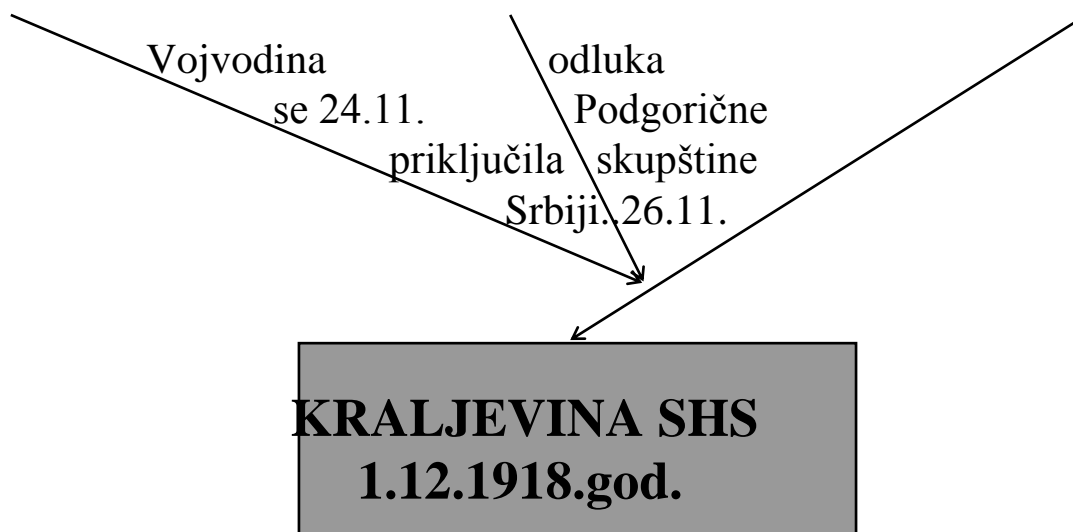 Vojvodina odluka
se 24.11. Podgorične
priključila skupštine
Srbiji..26.11.
KRALJEVINA SHS
1.12.1918.god.